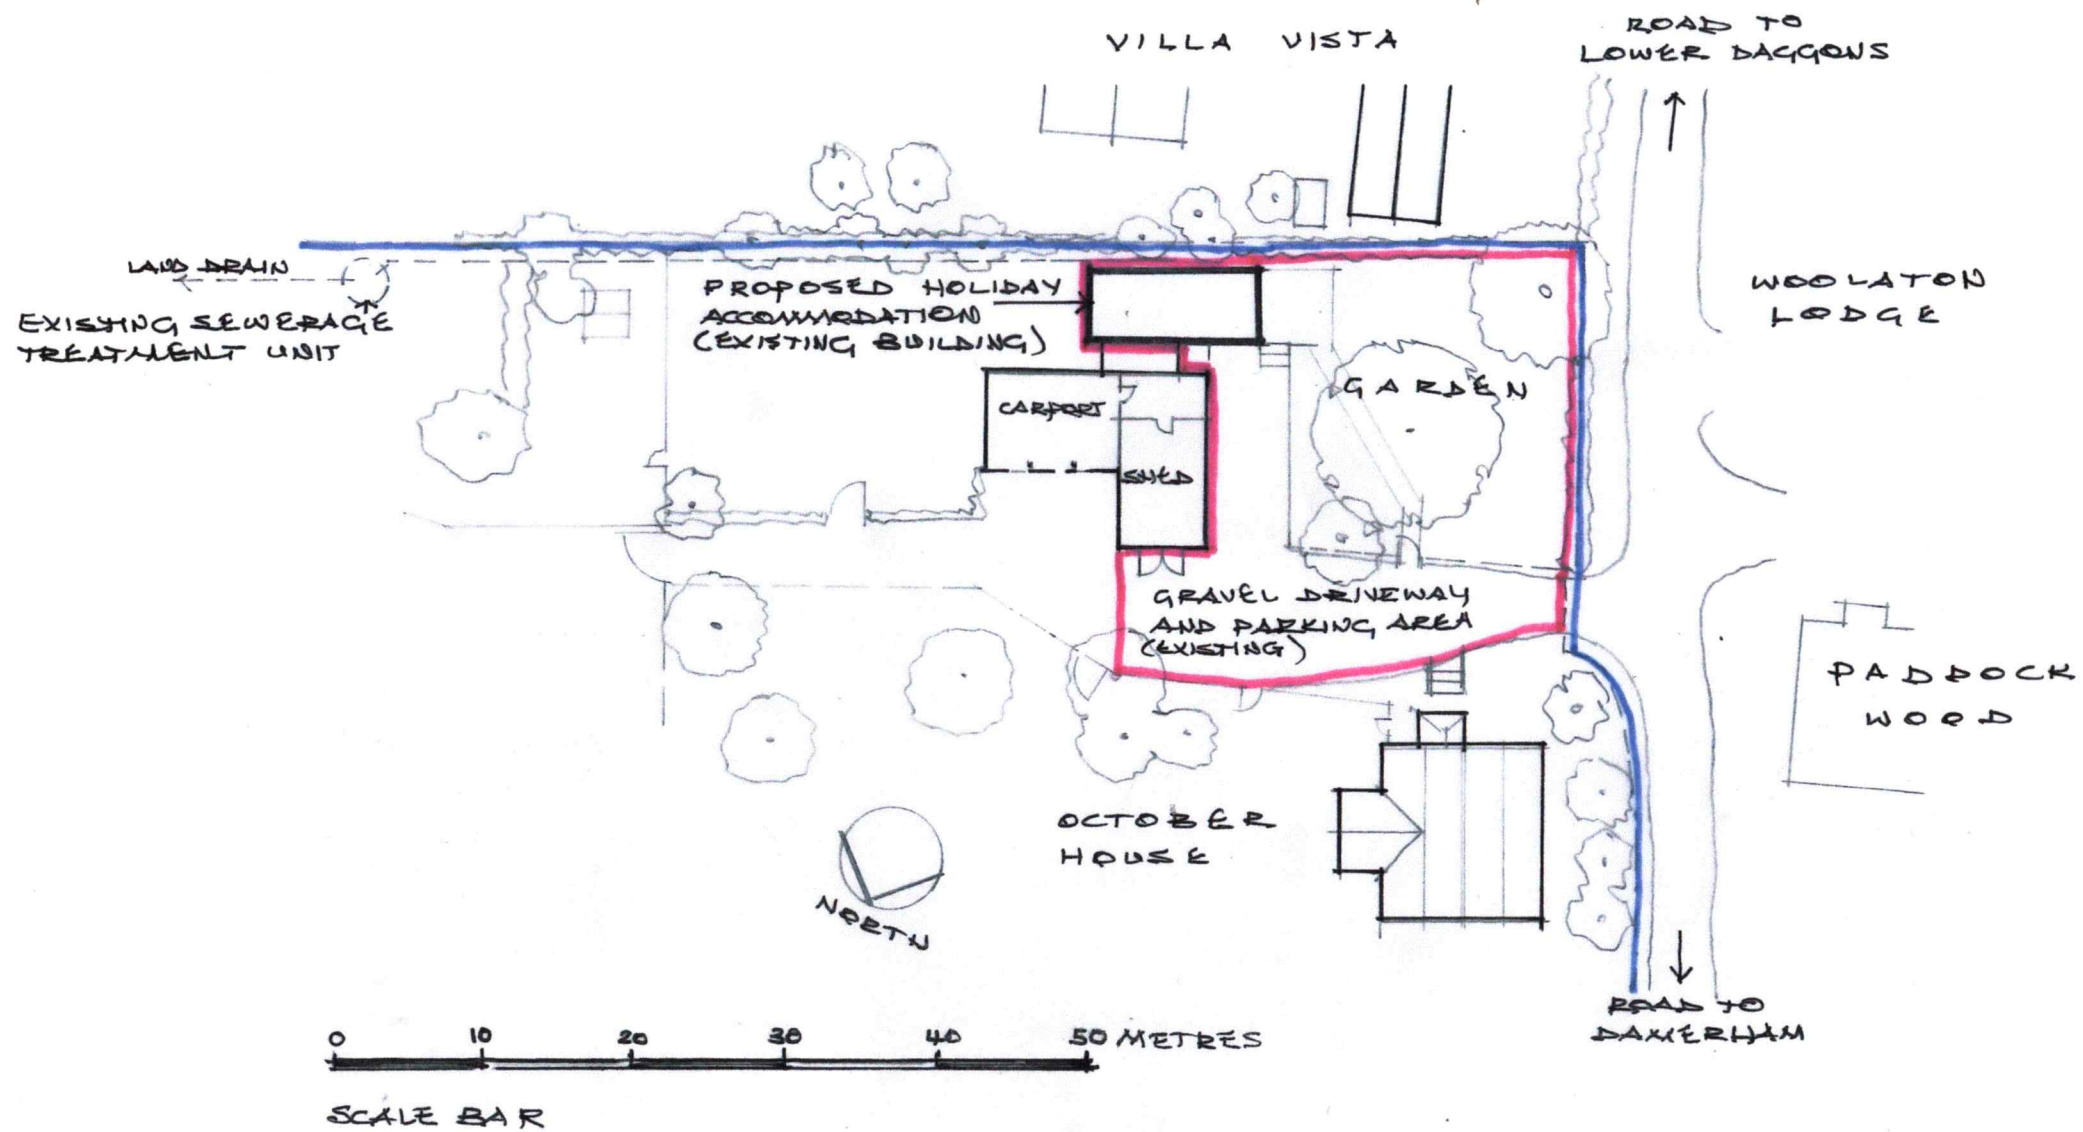 VILLA VISTA
ROAD TO
LOWER DAGGONS
LAND DRAIN
EXISTING SEWERAGE
TREATMENT UNIT
PROPOSED HOLIDAY
ACCOMMODATION
(EXISTING BUILDING)
WOOLATON
LODGE
GARDEN
CARPORT
SHED
GRAVEL DRIVEWAY
AND PARKING AREA
(EXISTING)
PADDOCK
WOOD
OCTOBER
HOUSE
NORTH
ROAD TO
DAMERHAM
0 10 20 30 40 50 METRES
SCALE BAR